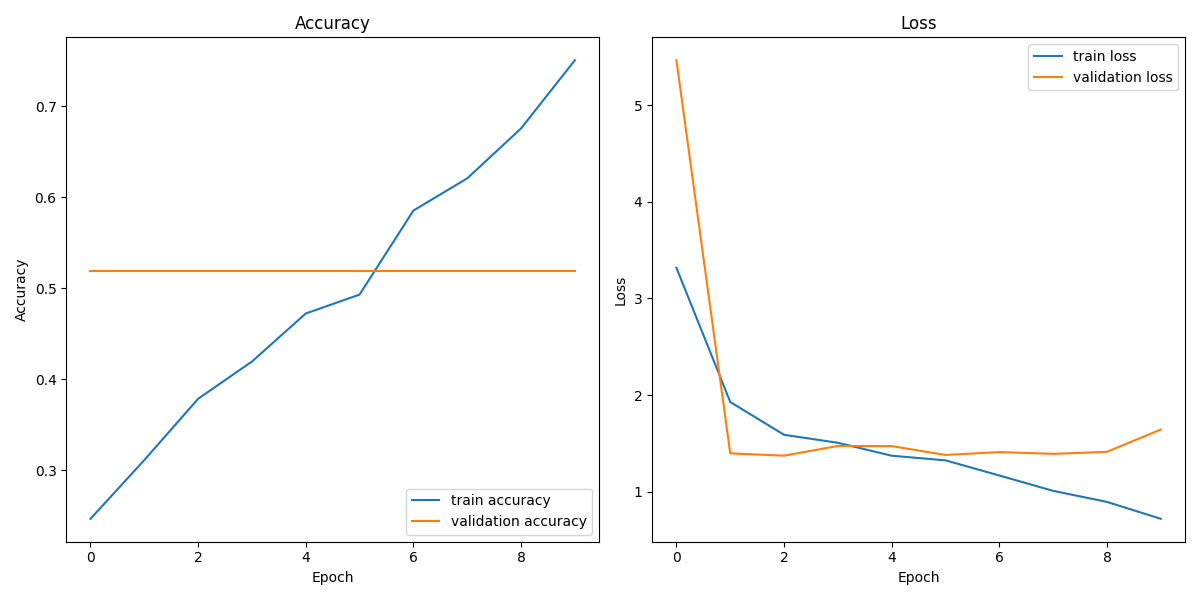 Accuracy
0.7
0.6
0.5
0.4
0.3
Accuracy
train accuracy
validation accuracy
0 2 4 6 8
Epoch
Loss
train loss
validation loss
5
4
3
2
1
Loss
0 2 4 6 8
Epoch